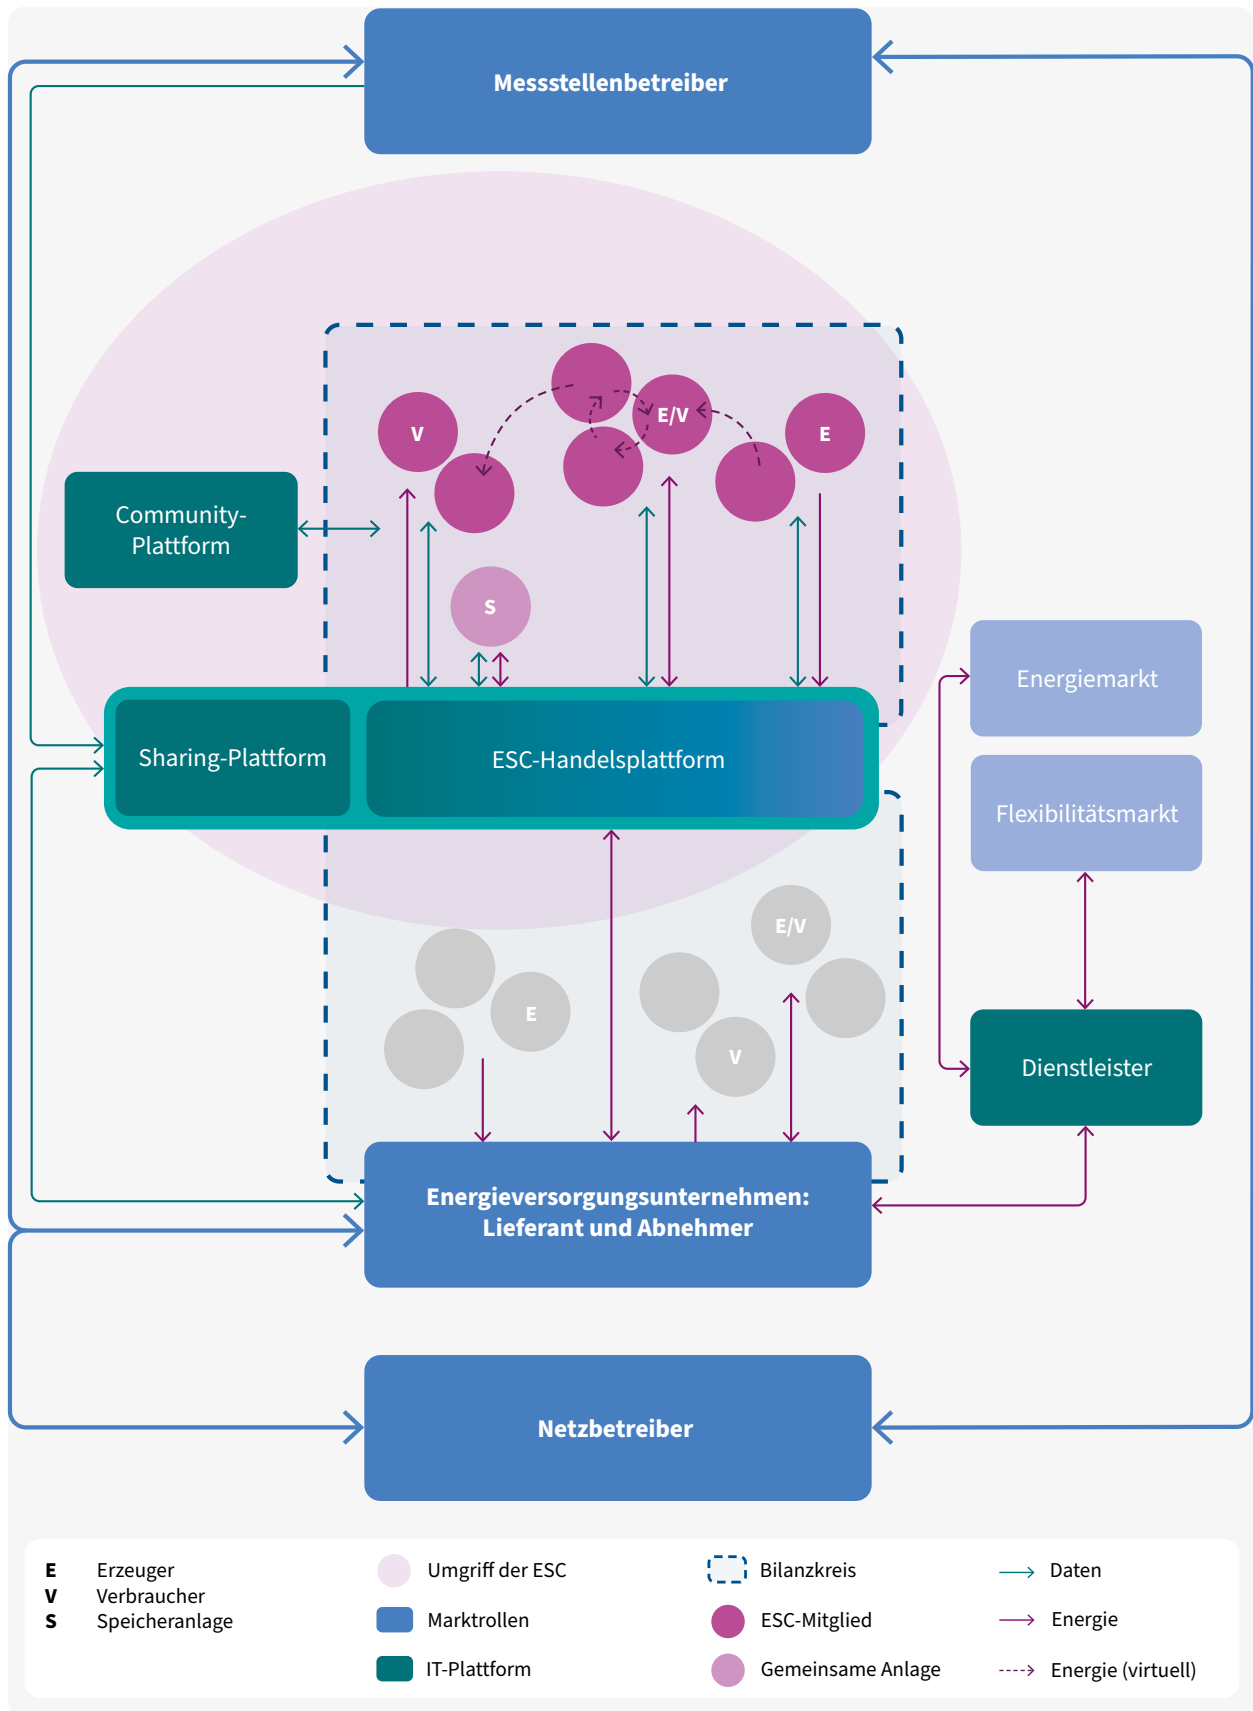 Messstellenbetreiber
V
E/V
E
Community-
Plattform
S
Energiemarkt
Sharing-Plattform
ESC-Handelsplattform
Flexibilitätsmarkt
E/V
E
V
Dienstleister
Energieversorgungsunternehmen:
Lieferant und Abnehmer
Netzbetreiber
E Erzeuger
V Verbraucher
S Speicheranlage
Umgriff der ESC
Marktrollen
IT-Plattform
Bilanzkreis
ESC-Mitglied
Gemeinsame Anlage
Daten
Energie
Energie (virtuell)